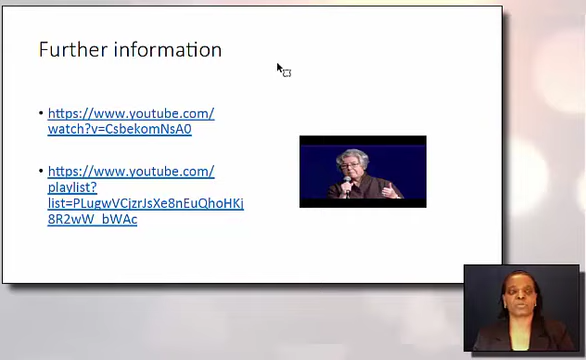 Further information
• https://www.youtube.com/
watch?v=CsbekomNsA0
• https://www.youtube.com/
playlist?
list=PLugwVCjzrJsXe8nEuQhoHKj
8R2wW_bWAc